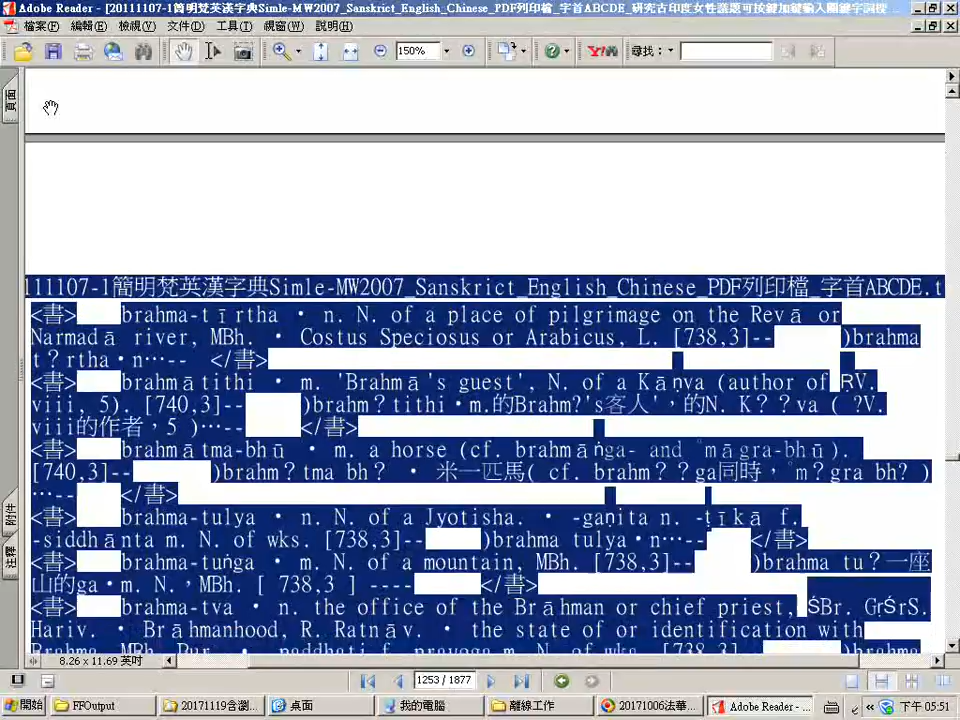 Adobe Reader - [20111107-1簡明梵英漢字典Simle-MW2007_Sanskrict_English_Chinese_PDF列印檔_字首ABCDE_研究古印度女性議題可按鍵加鍵輸入關鍵字詞搜
檔案(F) 編輯(E) 檢視(V) 文件(D) 工具(T) 視窗(W) 說明(H)
150% 尋找:
頁面
111107-1簡明梵英漢字典Simle-MW2007_Sanskrict_English_Chinese_PDF列印檔_字首ABCDE.t
<書> brahma-tīrtha • n. N. of a place of pilgrimage on the Revā or
Narmadā river, MBh. • Costus Speciosus or Arabicus, L. [738,3]-- )brahma
t?rtha•n…-- </書>
<書> brahmātithi • m. 'Brahmā's guest', N. of a Kāṇva (author of RV.
viii, 5). [740,3]-- )brahm?tithi•m.的Brahm?'s客人'，的N. K??va ( ?V.
viii的作者，5 )…-- </書>
<書> brahmātma-bhū • m. a horse (cf. brahmāṅga- and °māgra-bhū).
[740,3]-- )brahm?tma bh? • 米一匹馬( cf. brahm??ga同時，°m?gra bh? )
…-- </書>
<書> brahma-tulya • n. N. of a Jyotisha. • -gaṇita n. -ṭīkā f.
-siddhānta m. N. of wks. [738,3]-- )brahma tulya•n…-- </書>
<書> brahma-tuṅga • m. N. of a mountain, MBh. [738,3]-- )brahma tu?一座
山的ga•m. N.，MBh. [ 738,3 ] ---- </書>
<書> brahma-tva • n. the office of the Brāhman or chief priest, ŚBr. GṛŚrS.
Hariv. • Brāhmanhood, R. Ratnāv. • the state of or identification with
Brahma, MBh. Pur. • -paddhati f. -prayoga m. N. of wks. [738,3]--
附件
注釋
8.26 x 11.69 英吋
1253 / 1877
開始 FFOutput 20171119含瀏... 桌面 我的電腦 離線工作 20171006法華... Adobe Reader -... 下午 05:51